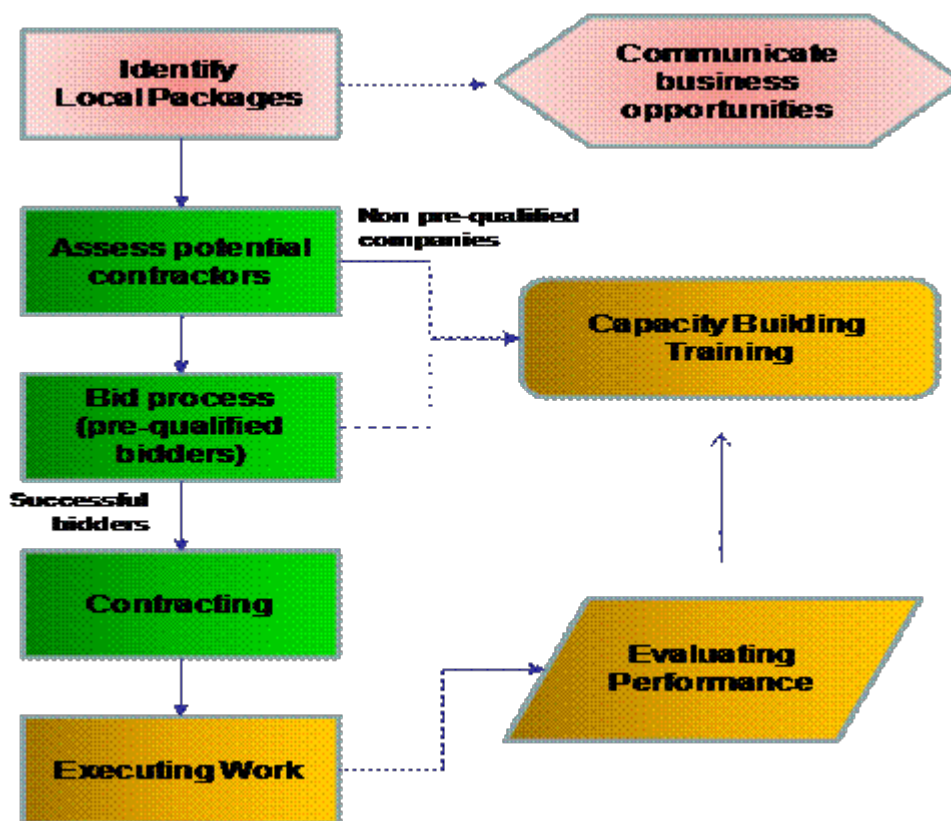 Identify
Local Packages
Communicate
business
opportunities
Non pre-qualified
companies
Assess potential
contractors
Capacity Building
Training
Bid process
(pre-qualified
bidders)
Successful
bidders
Contracting
Evaluating
Performance
Executing Work